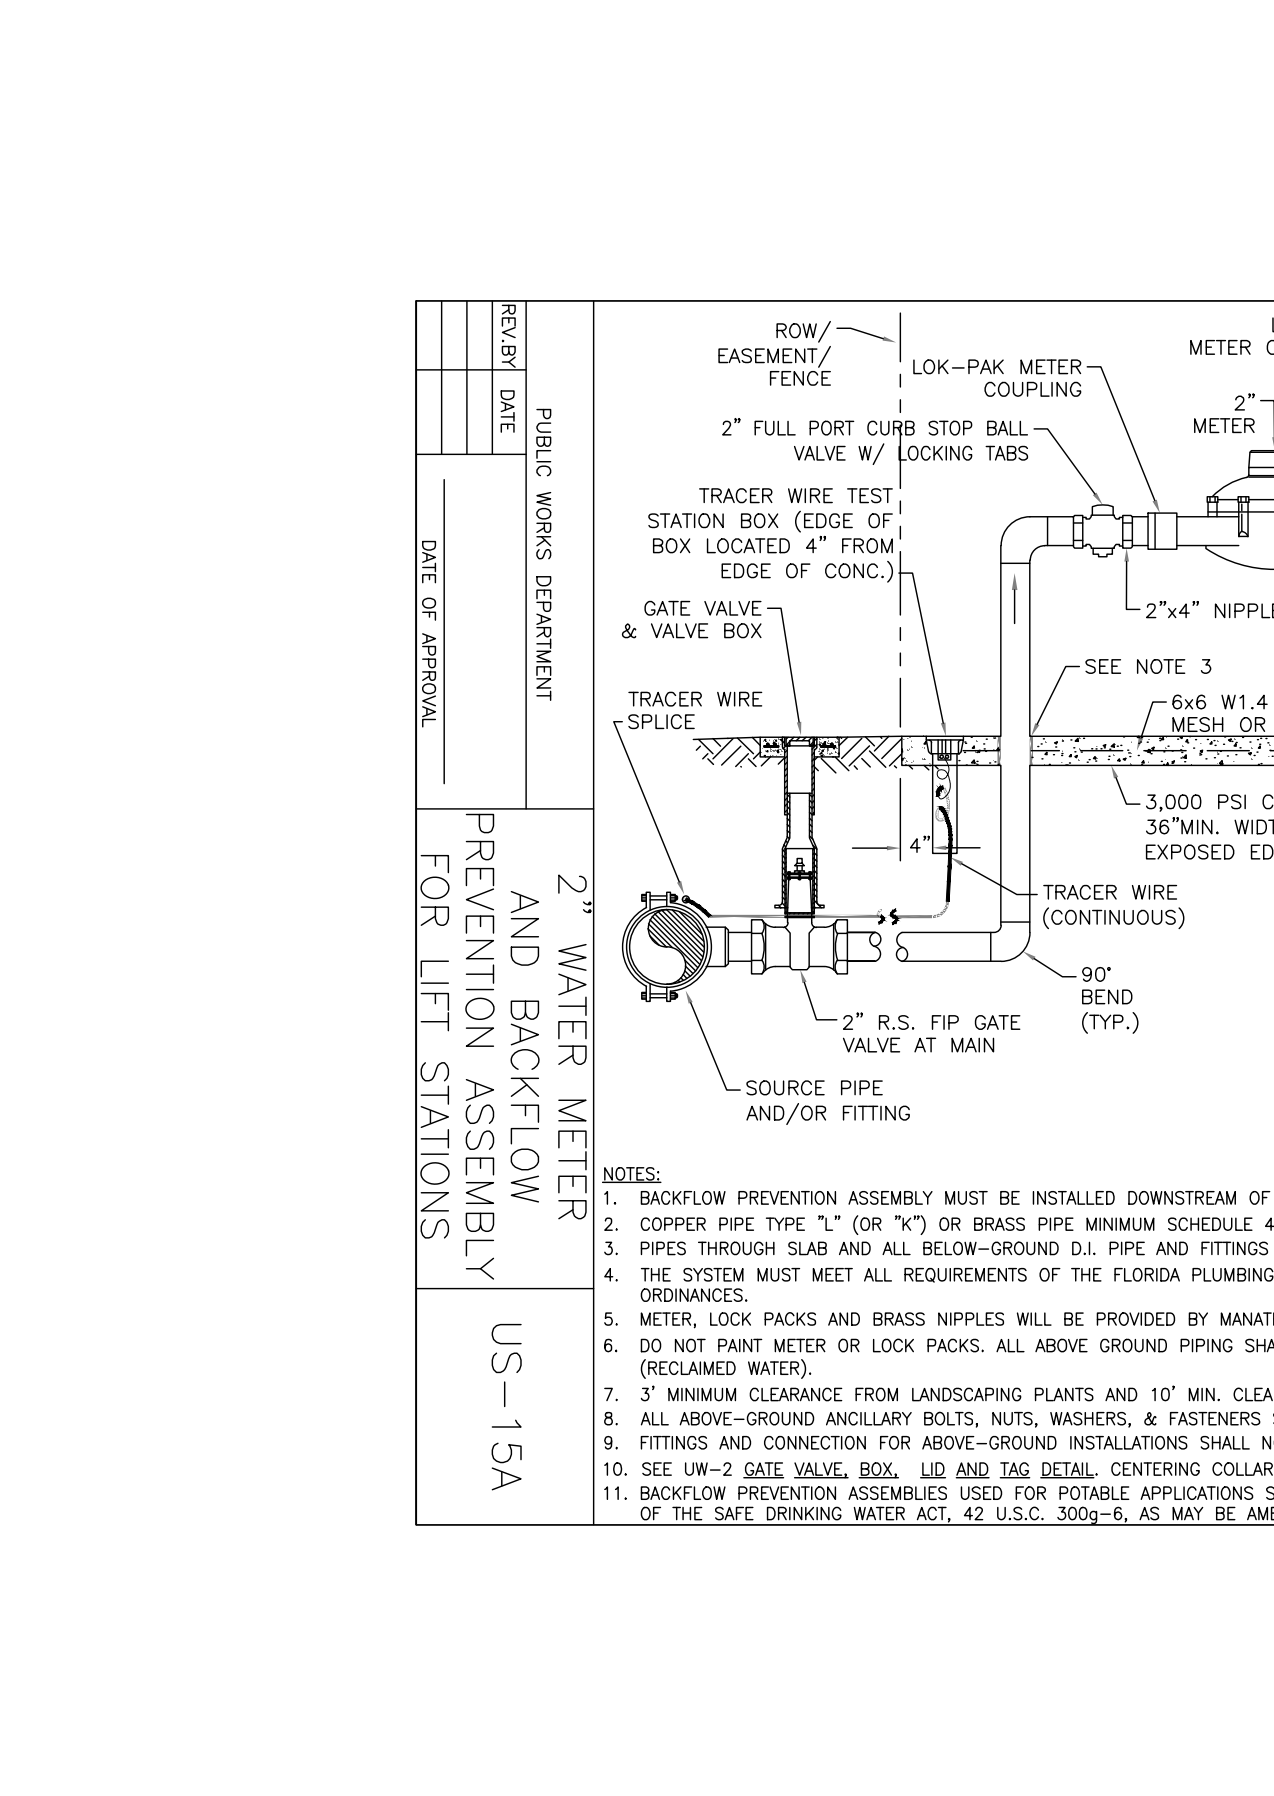 REV.BY
DATE
PUBLIC WORKS DEPARTMENT
DATE OF APPROVAL
2" WATER METER
AND BACKFLOW
PREVENTION ASSEMBLY
FOR LIFT STATIONS
US-15A
ROW/
EASEMENT/
FENCE
LOK-PAK METER
COUPLING
METER
2"
METER
2" FULL PORT CURB STOP BALL
VALVE W/ LOCKING TABS
TRACER WIRE TEST
STATION BOX (EDGE OF
BOX LOCATED 4" FROM
EDGE OF CONC.)
GATE VALVE
& VALVE BOX
2"x4" NIPPLE
SEE NOTE 3
TRACER WIRE
SPLICE
6x6 W1.4
MESH OR
3,000 PSI
36"MIN.
EXPOSED
4"
TRACER WIRE
(CONTINUOUS)
90°
BEND
(TYP.)
2" R.S. FIP GATE
VALVE AT MAIN
SOURCE PIPE
AND/OR FITTING
NOTES:
1. BACKFLOW PREVENTION ASSEMBLY MUST BE INSTALLED DOWNSTREAM OF
2. COPPER PIPE TYPE "L" (OR "K") OR BRASS PIPE MINIMUM SCHEDULE 4
3. PIPES THROUGH SLAB AND ALL BELOW-GROUND D.I. PIPE AND FITTINGS
4. THE SYSTEM MUST MEET ALL REQUIREMENTS OF THE FLORIDA PLUMBING
ORDINANCES.
5. METER, LOCK PACKS AND BRASS NIPPLES WILL BE PROVIDED BY
6. DO NOT PAINT METER OR LOCK PACKS. ALL ABOVE GROUND PIPING
(RECLAIMED WATER).
7. 3' MINIMUM CLEARANCE FROM LANDSCAPING PLANTS AND 10' MIN.
8. ALL ABOVE-GROUND ANCILLARY BOLTS, NUTS, WASHERS, & FASTENERS
9. FITTINGS AND CONNECTION FOR ABOVE-GROUND INSTALLATIONS SHALL
10. SEE UW-2 GATE VALVE, BOX, LID AND TAG DETAIL. CENTERING COLLAR
11. BACKFLOW PREVENTION ASSEMBLIES USED FOR POTABLE APPLICATIONS
OF THE SAFE DRINKING WATER ACT, 42 U.S.C. 300g-6, AS MAY BE